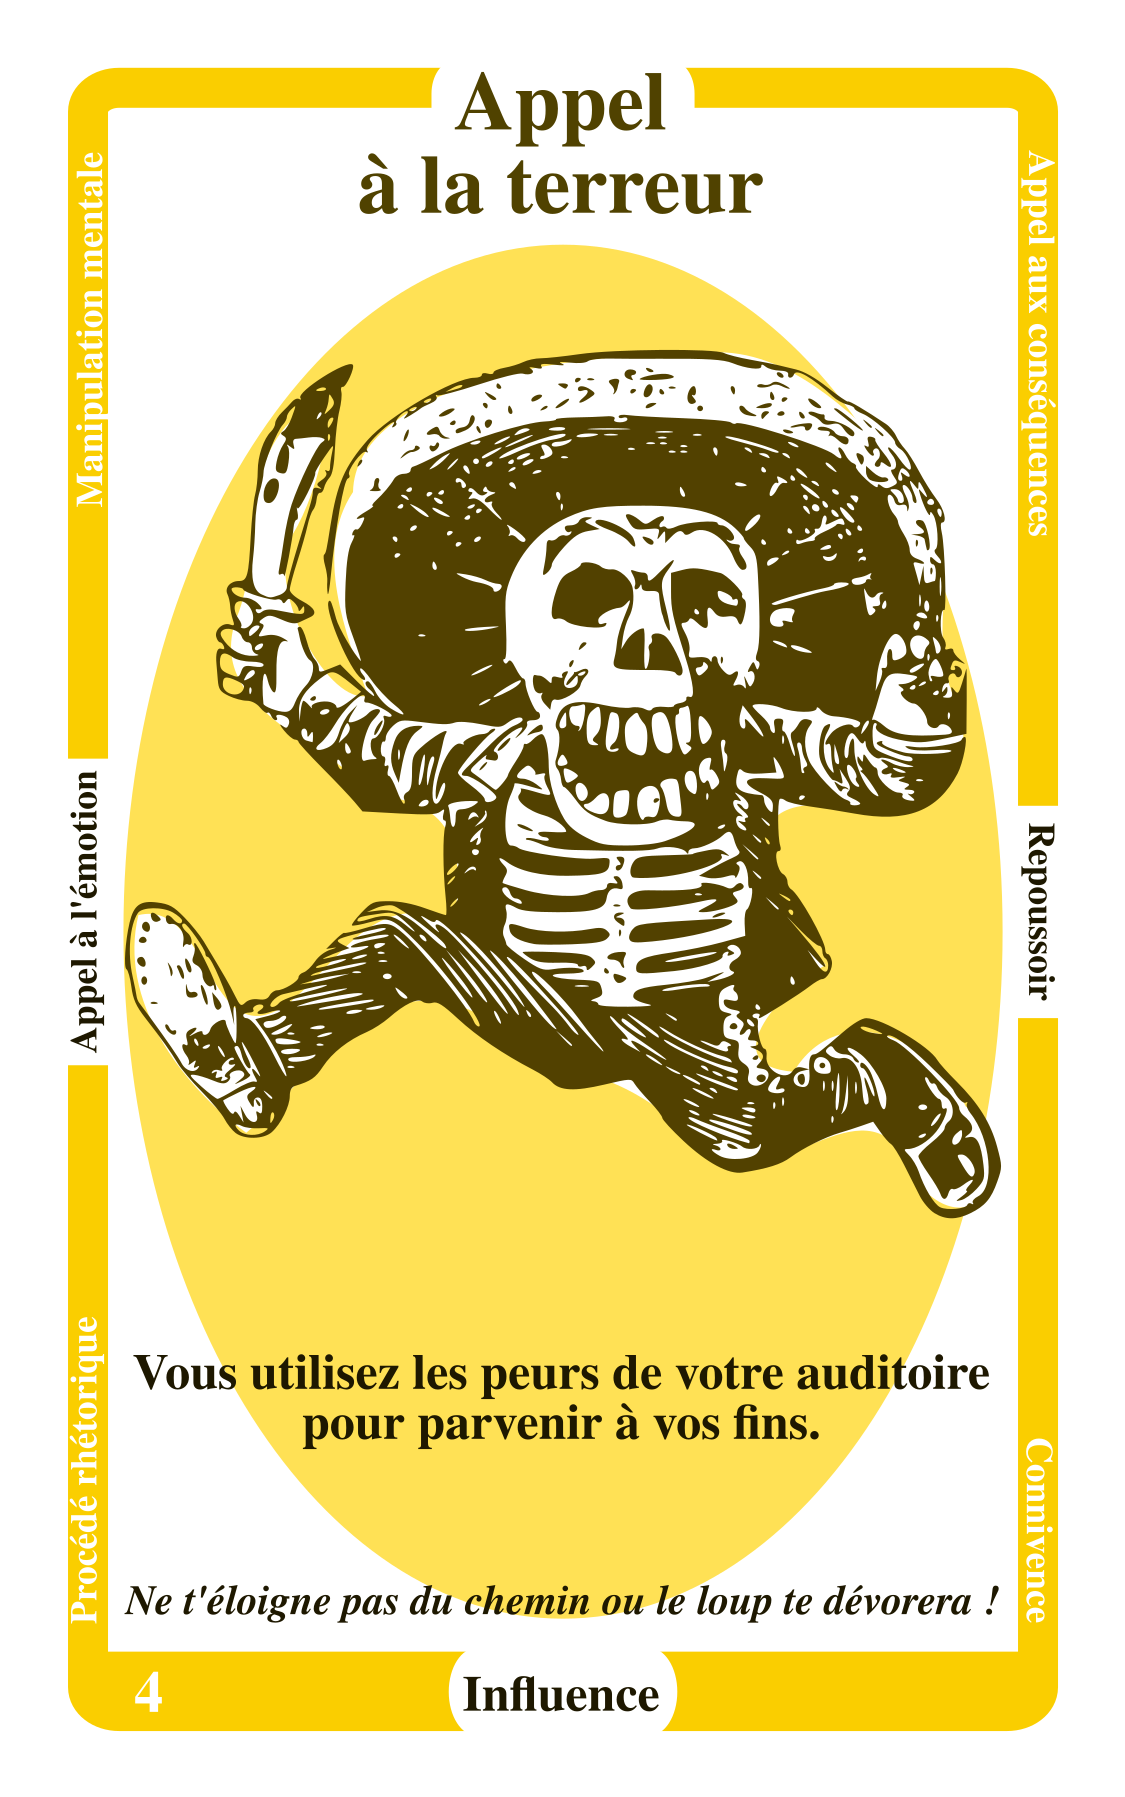 Appel
à la terreur
Manipulation mentale
Appel à l'émotion
Procédé rhétorique
Appel aux conséquences
Repoussoir
Connivence
Vous utilisez les peurs de votre auditoire
pour parvenir à vos fins.
Ne t'éloigne pas du chemin ou le loup te dévorera !
4
Influence